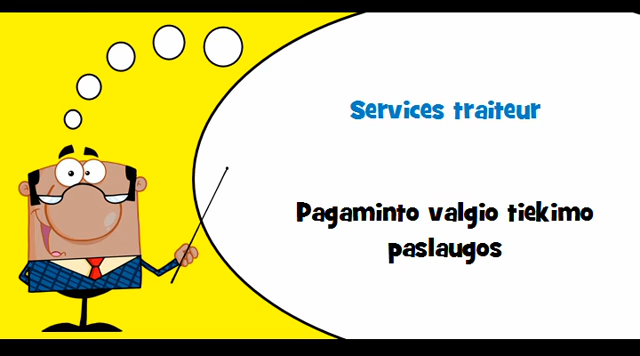 Services traiteur
Pagaminto valgio tiekimo
paslaugos